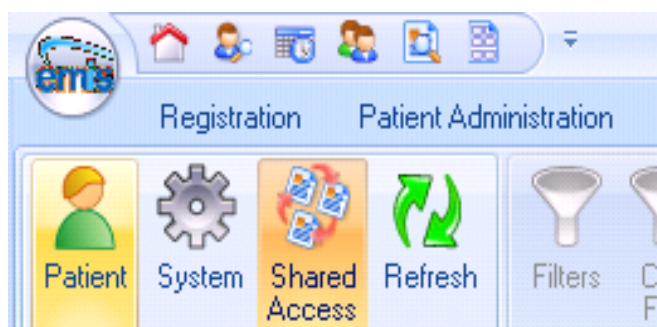 emis
Registration Patient Administration
Patient System Shared Access Refresh Filters